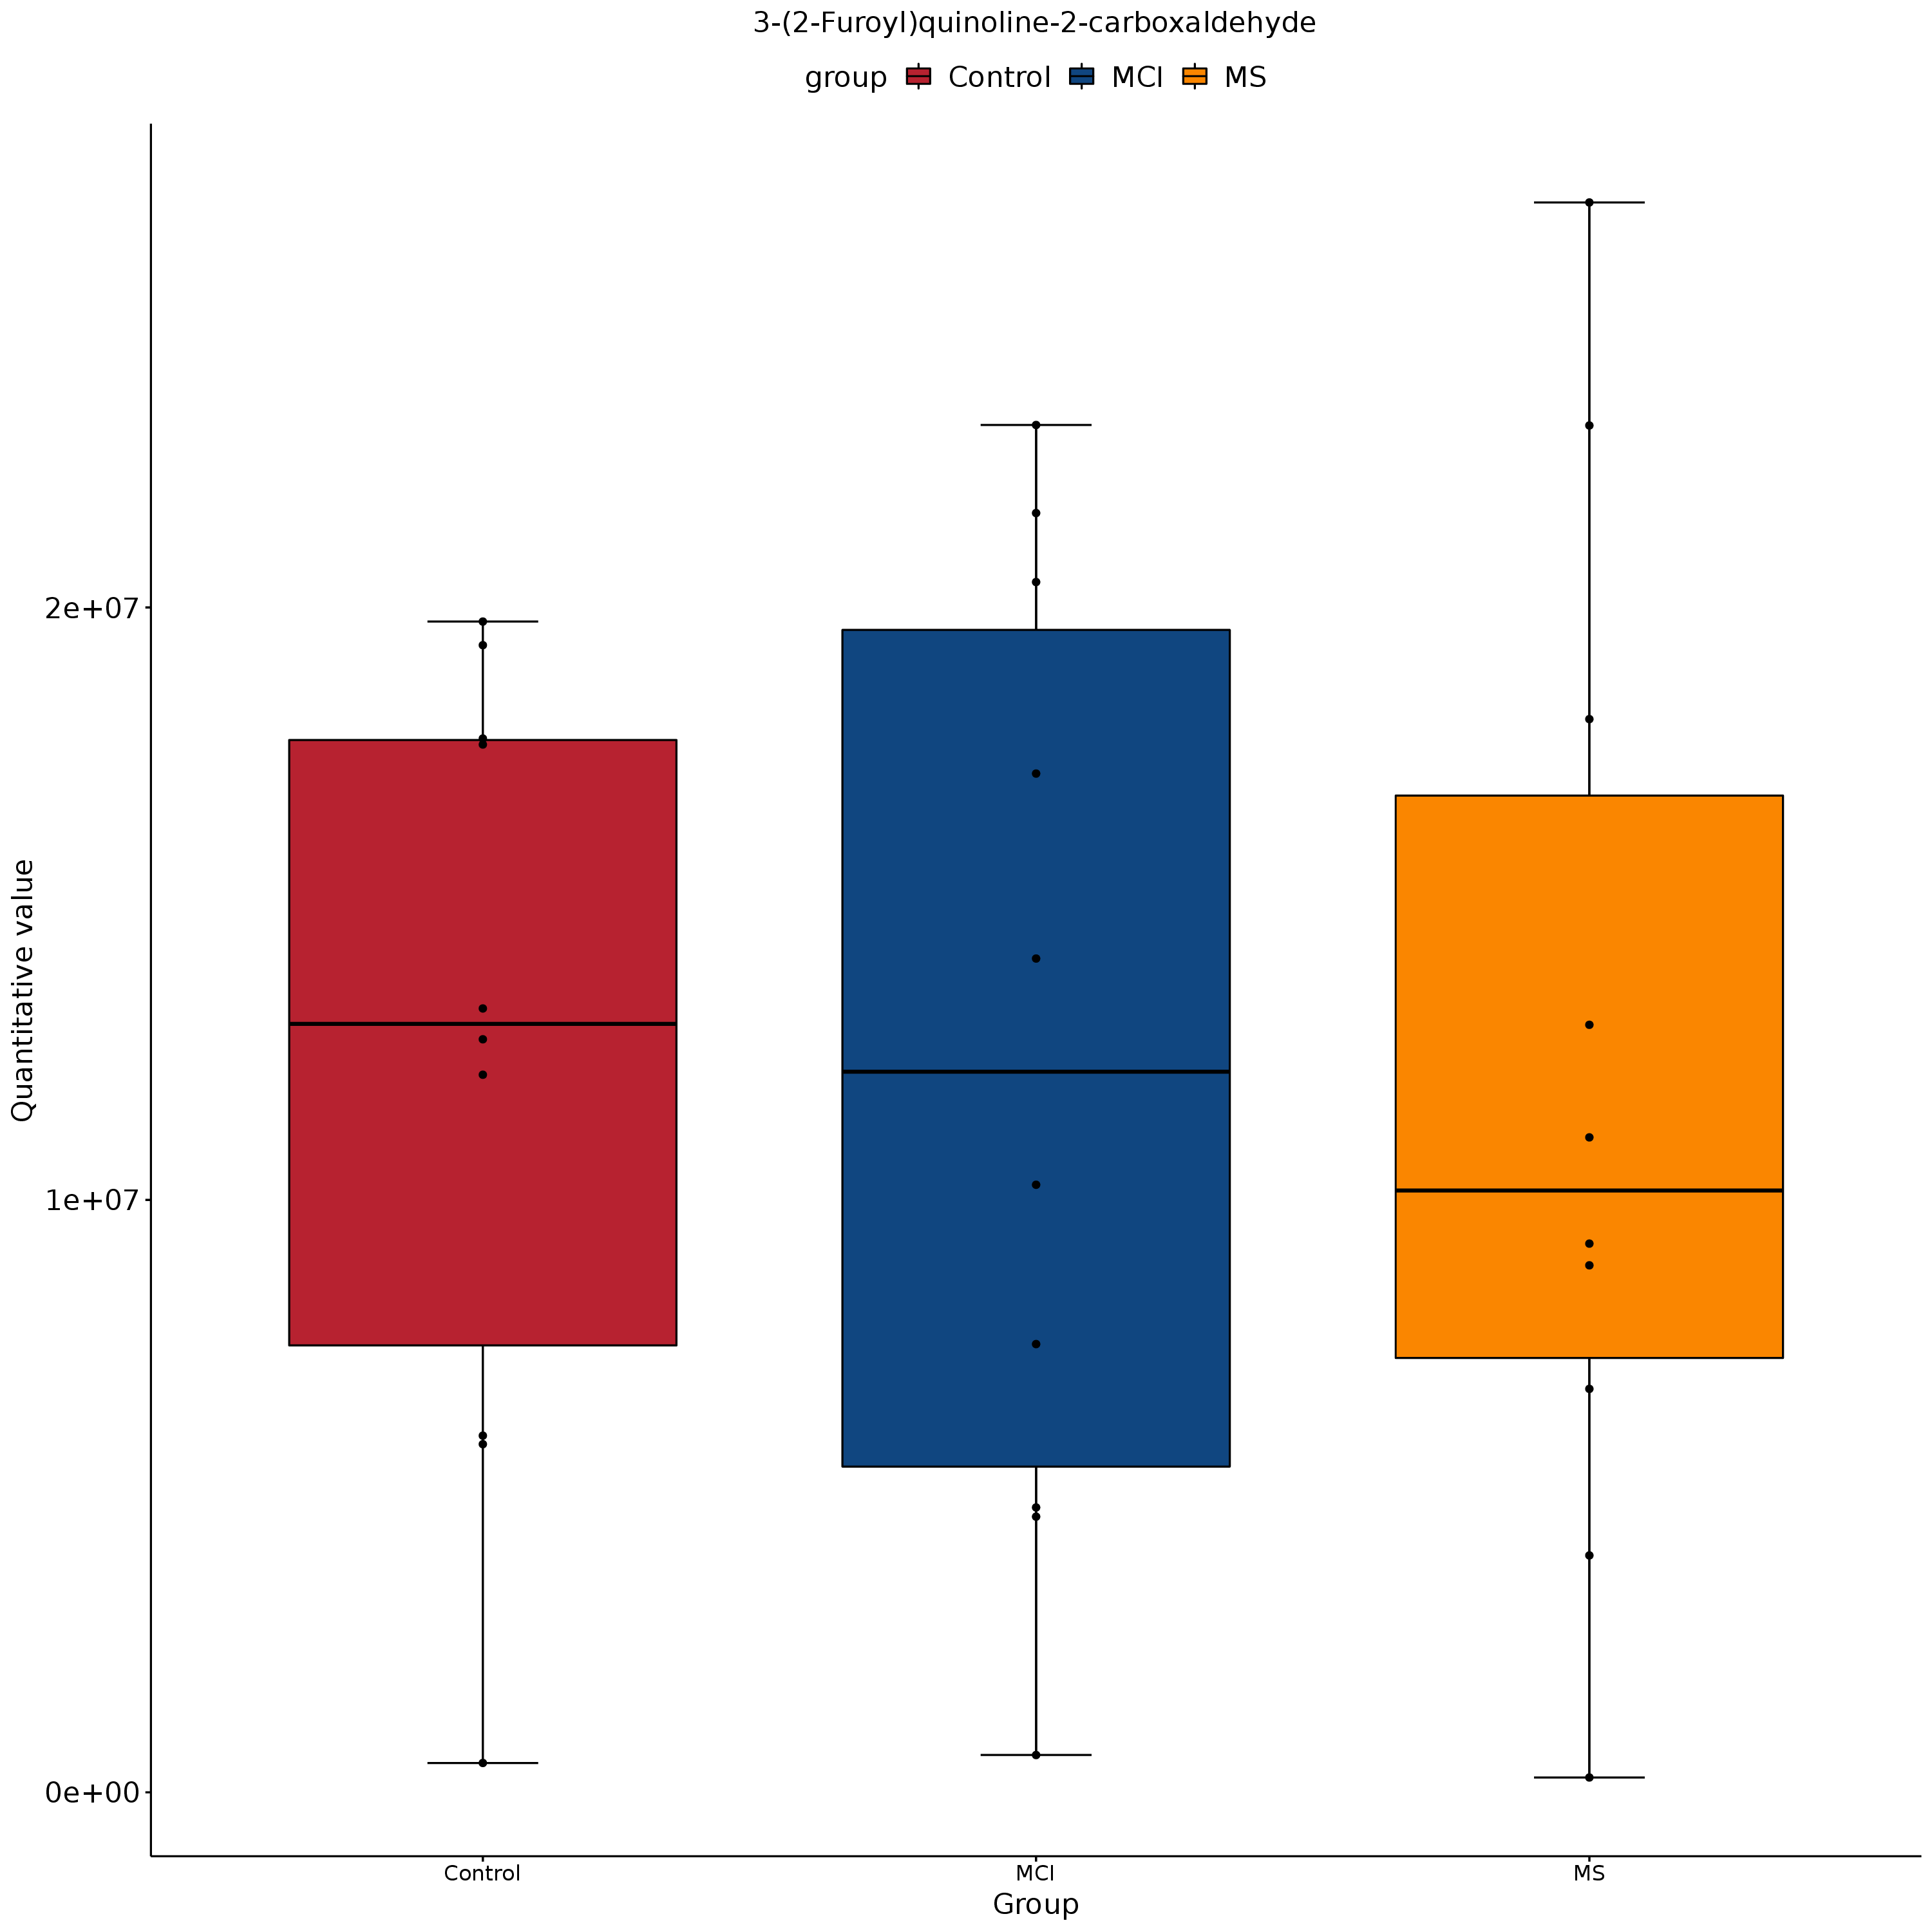 3-(2-Furoyl)quinoline-2-carboxaldehyde
group Control MCI MS
Quantitative value
2e+07
1e+07
0e+00
Control MCI MS
Group